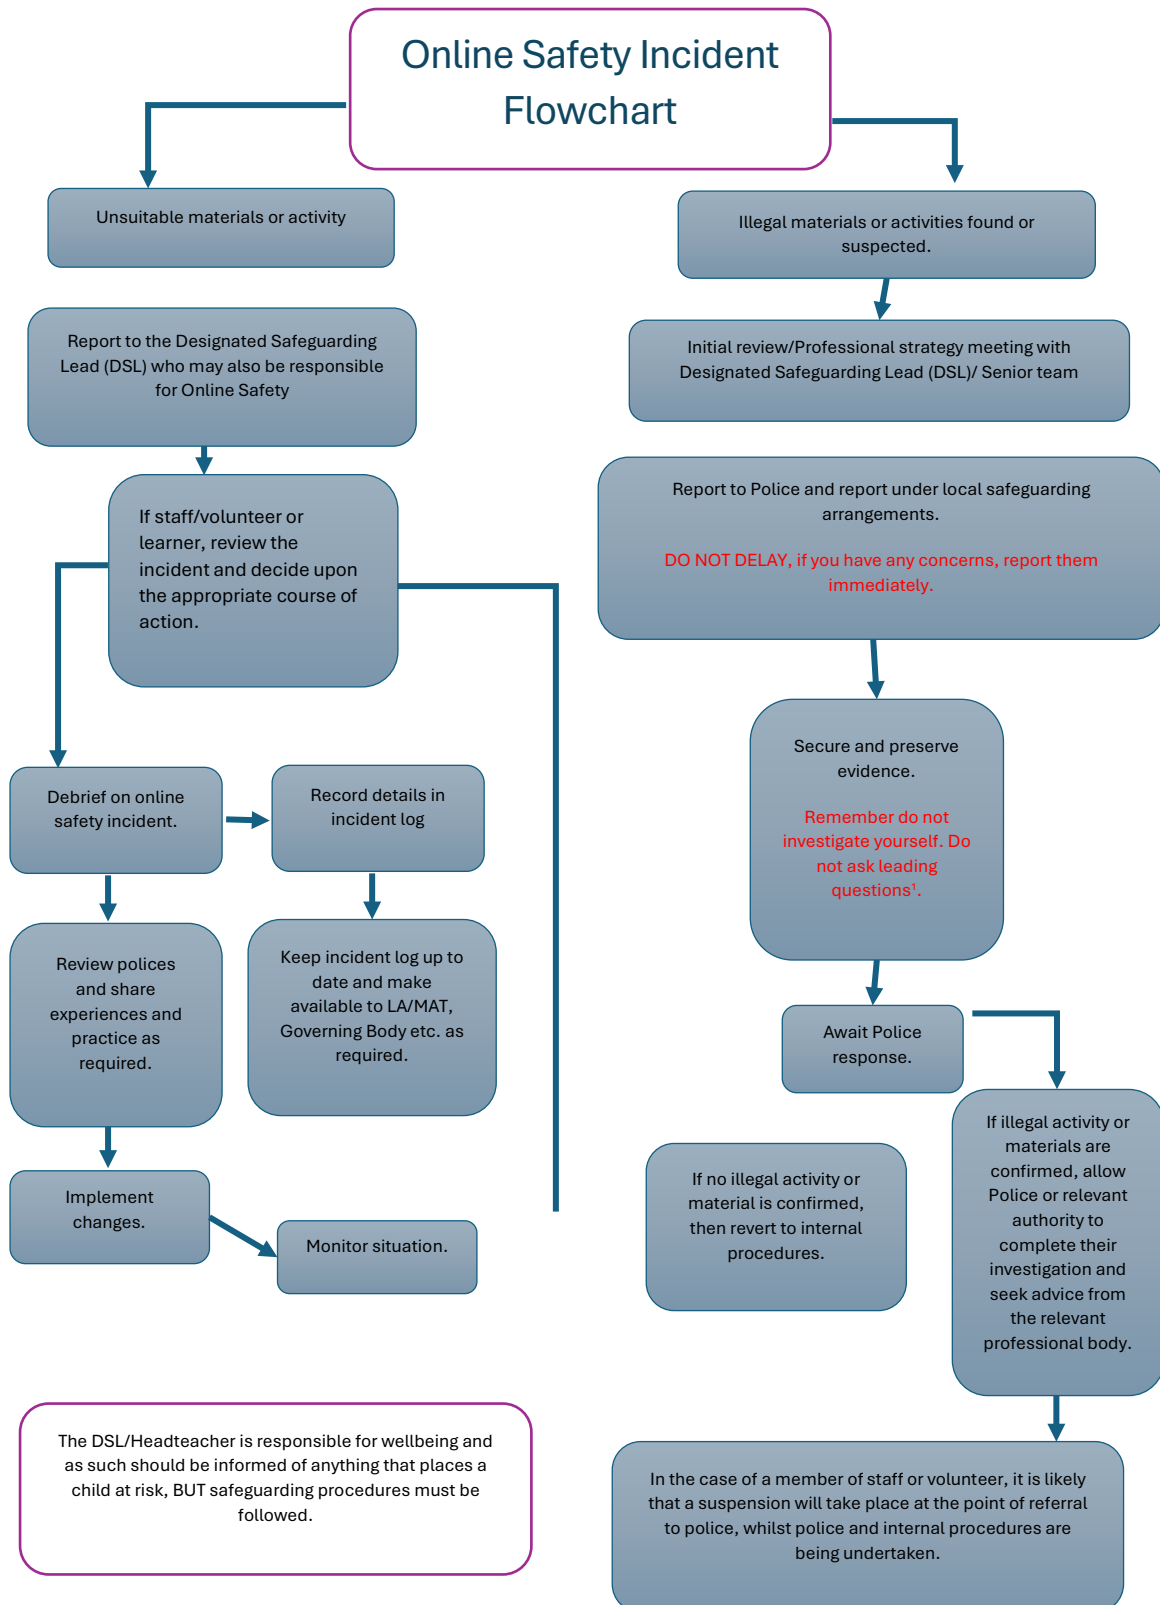 Online Safety Incident
Flowchart
Unsuitable materials or activity
Report to the Designated Safeguarding
Lead (DSL) who may also be responsible
for Online Safety
If staff/volunteer or
learner, review the
incident and decide upon
the appropriate course of
action.
Debrief on online
safety incident.
Record details in
incident log
Review polices
and share
experiences and
practice as
required.
Keep incident log up to
date and make
available to LA/MAT,
Governing Body etc. as
required.
Implement
changes.
Monitor situation.
Illegal materials or activities found or
suspected.
Initial review/Professional strategy meeting with
Designated Safeguarding Lead (DSL)/ Senior team
Report to Police and report under local safeguarding
arrangements.
DO NOT DELAY, if you have any concerns, report them
immediately.
Secure and preserve
evidence.
Remember do not
investigate yourself. Do
not ask leading
questions¹.
Await Police
response.
If no illegal activity or
material is confirmed,
then revert to internal
procedures.
If illegal activity or
materials are
confirmed, allow
Police or relevant
authority to
complete their
investigation and
seek advice from
the relevant
professional body.
In the case of a member of staff or volunteer, it is likely
that a suspension will take place at the point of referral
to police, whilst police and internal procedures are
being undertaken.
The DSL/Headteacher is responsible for wellbeing and
as such should be informed of anything that places a
child at risk, BUT safeguarding procedures must be
followed.